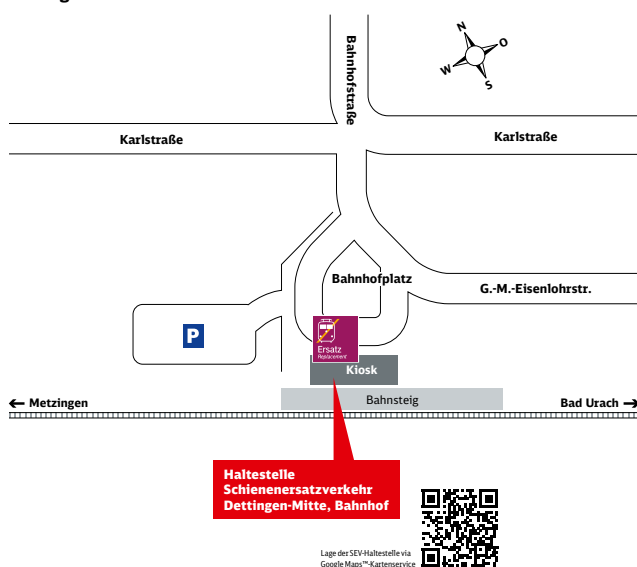 Bahnhofstraße
N
O
W
S
Karlstraße
Karlstraße
Bahnhofplatz
G.-M.-Eisenlohrstr.
P
Ersatz
Replacement
Kiosk
Bahnsteig
← Metzingen
Bad Urach →
Haltestelle
Schienenersatzverkehr
Dettingen-Mitte, Bahnhof
Lage der SEV-Haltestelle via
Google Maps™-Kartenservice